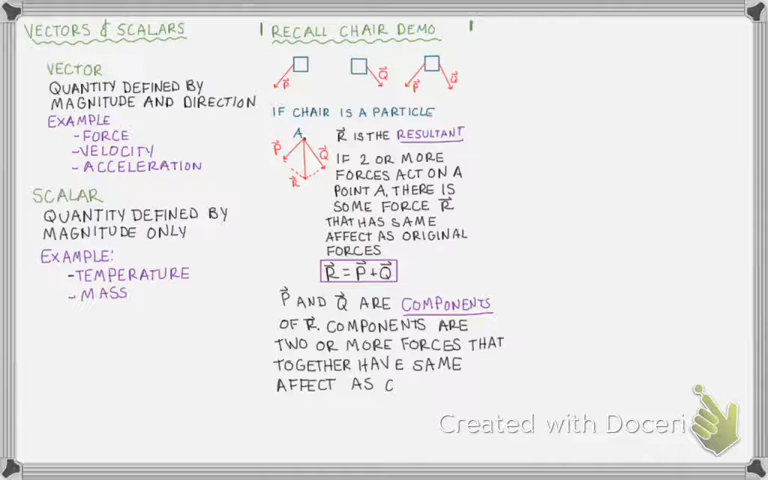 VECTORS & SCALARS
VECTOR
QUANTITY DEFINED BY
MAGNITUDE AND DIRECTION
EXAMPLE
-FORCE
-VELOCITY
-ACCELERATION
SCALAR
QUANTITY DEFINED BY
MAGNITUDE ONLY
EXAMPLE:
-TEMPERATURE
- MASS
RECALL CHAIR DEMO
P⃗ Q⃗ P⃗ Q⃗
IF CHAIR IS A PARTICLE
A
P⃗ Q⃗
R⃗
R⃗ IS THE RESULTANT
IF 2 OR MORE
FORCES ACT ON A
POINT A, THERE IS
SOME FORCE R⃗
THAT HAS SAME
AFFECT AS ORIGINAL
FORCES
R⃗ = P⃗ + Q⃗
P⃗ AND Q⃗ ARE COMPONENTS
OF R⃗. COMPONENTS ARE
TWO OR MORE FORCES THAT
TOGETHER HAVE SAME
AFFECT AS C
Created with Doceri